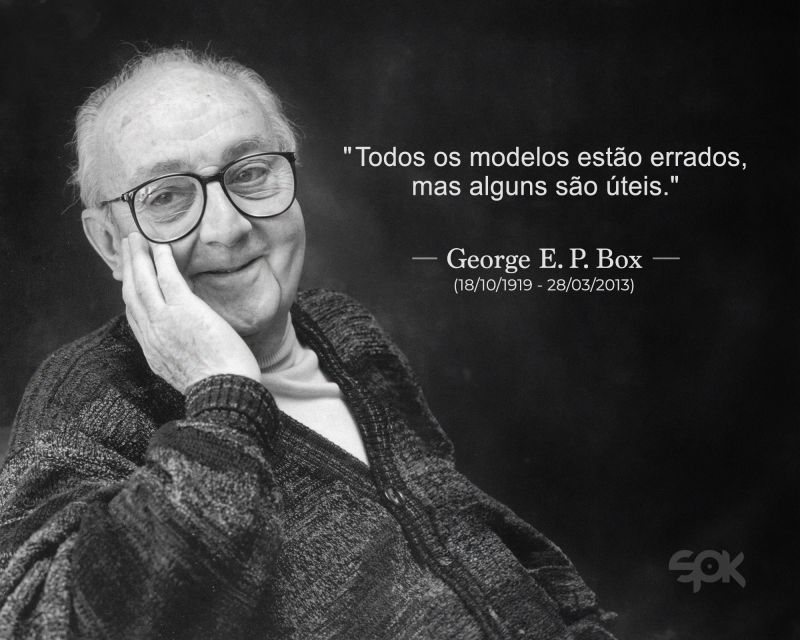 "Todos os modelos estão errados,
mas alguns são úteis."
George E. P. Box
(18/10/1919 - 28/03/2013)
SPK